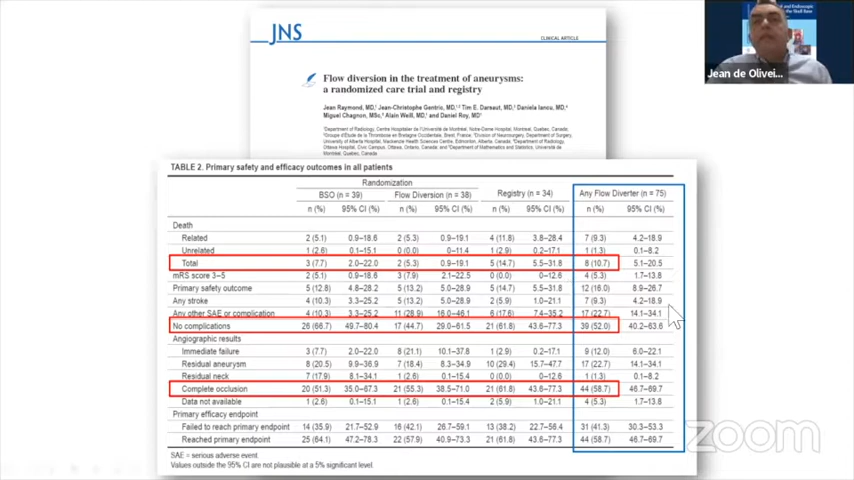 JNS
CLINICAL ARTICLE
Flow diversion in the treatment of aneurysms:
a randomized care trial and registry
Jean Raymond, MD,¹ Jean-Christophe Gentric, MD,¹,² Tim E. Darsaut, MD,³ Daniela Iancu, MD,⁴
Miguel Chagnon, MSc,⁵ Alain Weill, MD,¹ and Daniel Roy, MD¹
Jean de Olivei...
TABLE 2. Primary safety and efficacy outcomes in all patients
Randomization
BSO (n = 39) Flow Diversion (n = 38) Registry (n = 34) Any Flow Diverter (n = 75)
n (%) 95% CI (%) n (%) 95% CI (%) n (%) 95% CI (%) n (%) 95% CI (%)
Death
Related 2 (5.1) 0.9–18.6 2 (5.3) 0.9–19.1 4 (11.8) 3.8–28.4 7 (9.3) 4.2–18.9
Unrelated 1 (2.6) 0.1–15.1 0 (0.0) 0–11.4 1 (2.9) 0.2–17.1 1 (1.3) 0.1–8.2
Total 3 (7.7) 2.0–22.0 2 (5.3) 0.9–19.1 5 (14.7) 5.5–31.8 8 (10.7) 5.1–20.5
mRS score 3–5 2 (5.1) 0.9–18.6 3 (7.9) 2.1–22.5 0 (0.0) 0–12.6 4 (5.3) 1.7–13.8
Primary safety outcome 5 (12.8) 4.8–28.2 5 (13.2) 5.0–28.9 5 (14.7) 5.5–31.8 12 (16.0) 8.9–26.7
Any stroke 4 (10.3) 3.3–25.2 5 (13.2) 5.0–28.9 2 (5.9) 1.0–21.1 7 (9.3) 4.2–18.9
Any other SAE or complication 4 (10.3) 3.3–25.2 11 (28.9) 16.0–46.1 6 (17.6) 7.4–35.2 17 (22.7) 14.1–34.1
No complications 26 (66.7) 49.7–80.4 17 (44.7) 29.0–61.5 21 (61.8) 43.6–77.3 39 (52.0) 40.2–63.6
Angiographic results
Immediate failure 3 (7.7) 2.0–22.0 8 (21.1) 10.1–37.8 1 (2.9) 0.2–17.1 9 (12.0) 6.0–22.1
Residual aneurysm 8 (20.5) 9.9–36.9 7 (18.4) 8.3–34.9 10 (29.4) 15.7–47.7 17 (22.7) 14.1–34.1
Residual neck 7 (17.9) 8.1–34.1 1 (2.6) 0.1–15.4 0 (0.0) 0–12.6 1 (1.3) 0.1–8.2
Complete occlusion 20 (51.3) 35.0–67.3 21 (55.3) 38.5–71.0 21 (61.8) 43.6–77.3 44 (58.7) 46.7–69.7
Data not available 1 (2.6) 0.1–15.1 1 (2.6) 0.1–15.4 2 (5.9) 1.0–21.1 4 (5.3) 1.7–13.8
Primary efficacy endpoint
Failed to reach primary endpoint 14 (35.9) 21.7–52.9 16 (42.1) 26.7–59.1 13 (38.2) 22.7–56.4 31 (41.3) 30.3–53.3
Reached primary endpoint 25 (64.1) 47.2–78.3 22 (57.9) 40.9–73.3 21 (61.8) 43.6–77.3 44 (58.7) 46.7–69.7
SAE = serious adverse event.
Values outside the 95% CI are not plausible at a 5% significant level.
zoom